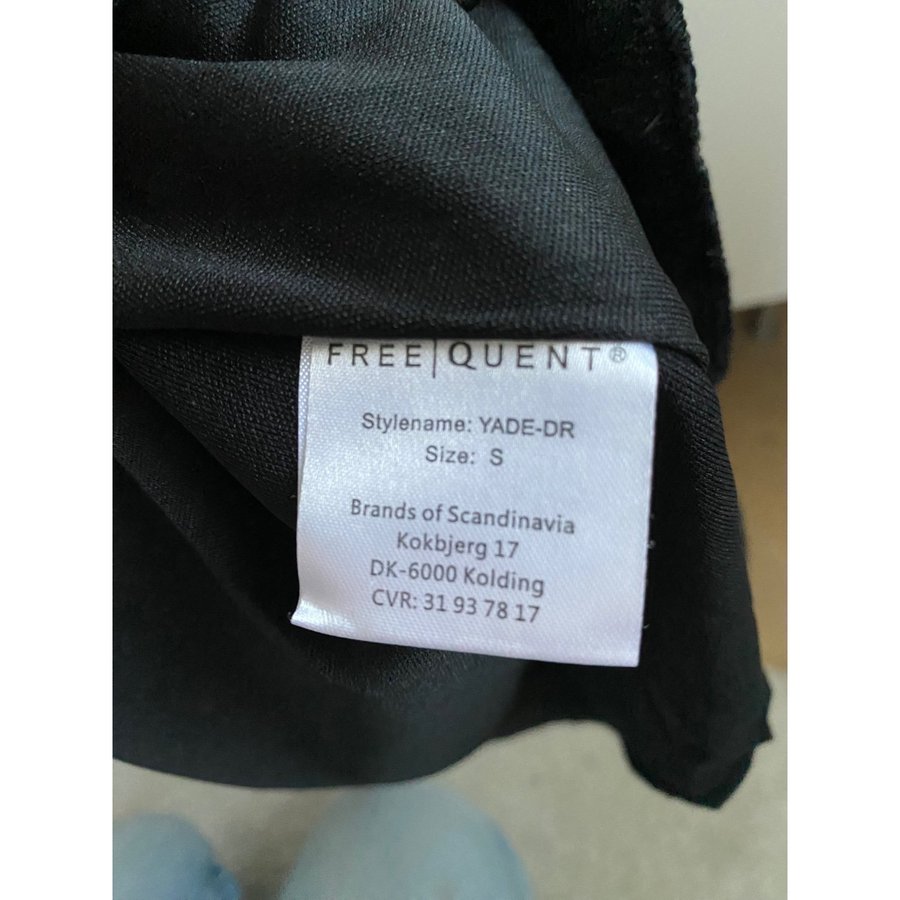 FREE|QUENT®
Stylename: YADE-DR
Size: S
Brands of Scandinavia
Kokbjerg 17
DK-6000 Kolding
CVR: 31 93 78 17